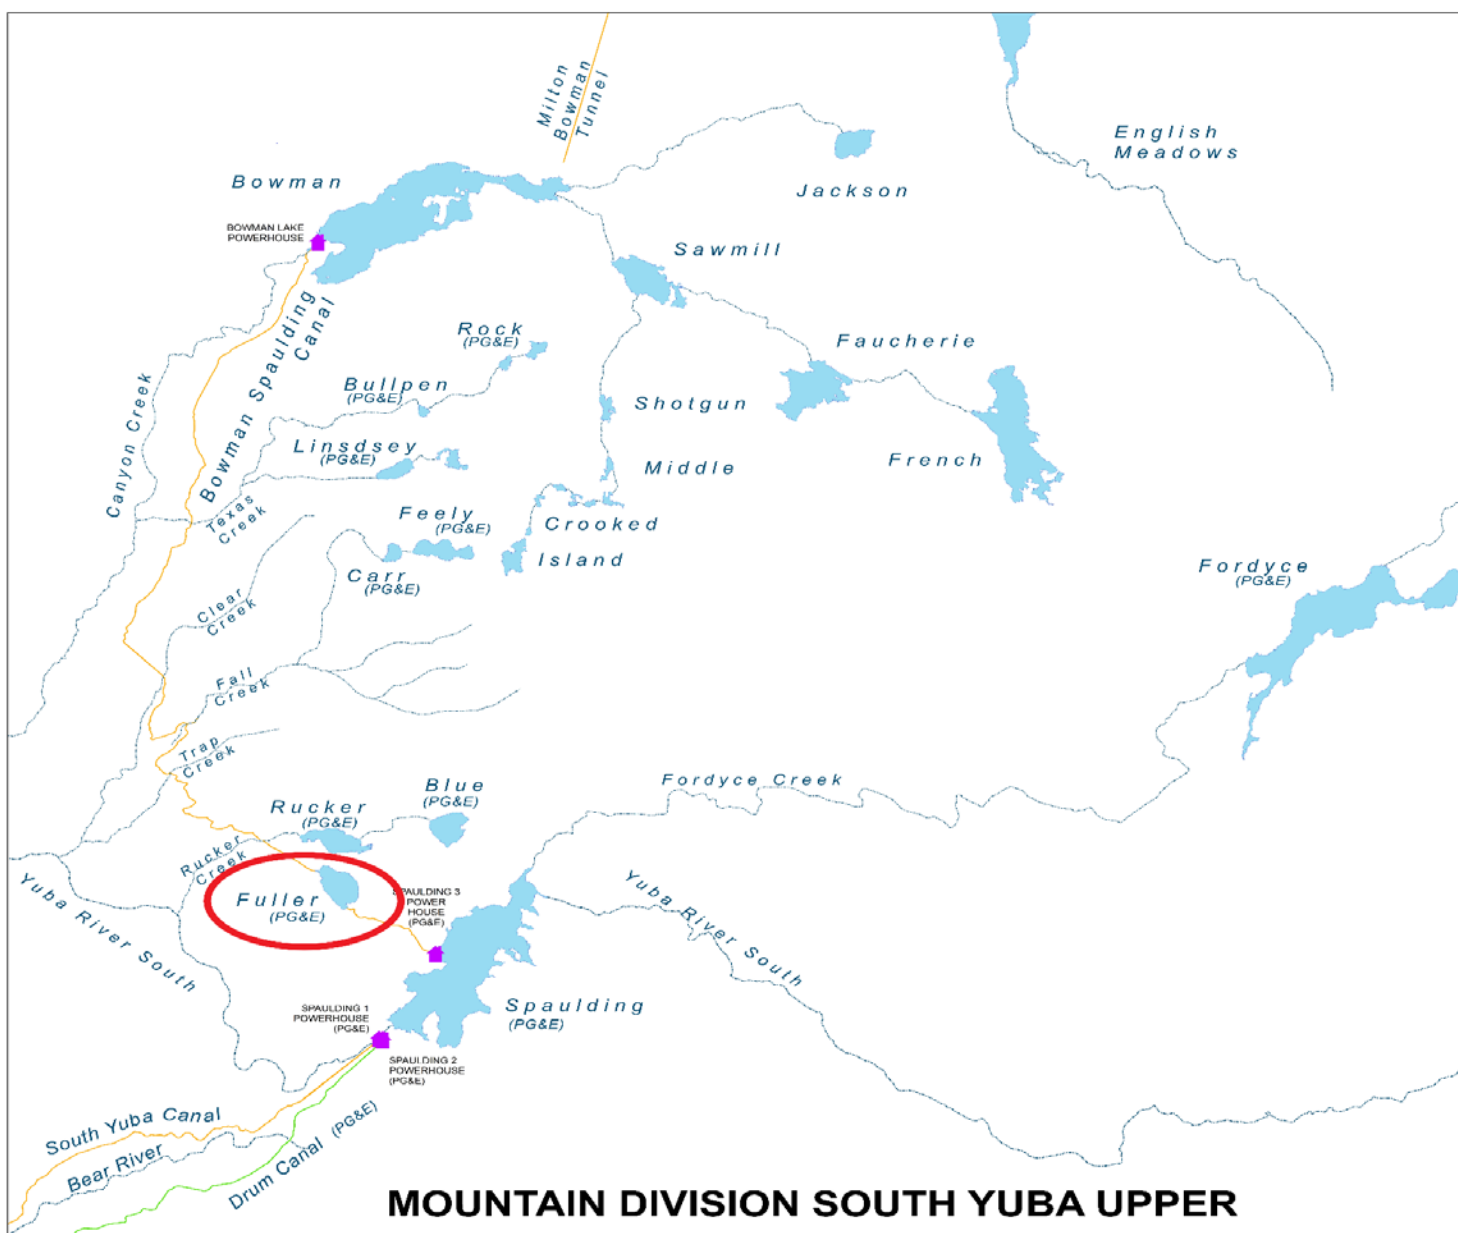 Milton
Bowman
Tunnel
English
Meadows
Bowman
Jackson
BOWMAN LAKE
POWERHOUSE
Sawmill
Bowman Spaulding
Canal
Rock
(PG&E)
Faucherie
Bullpen
(PG&E)
Canyon Creek
Shotgun
Linsdsey
(PG&E)
Middle
French
Texas
Creek
Feely
(PG&E)
Crooked
Island
Carr
(PG&E)
Fordyce
(PG&E)
Clear
Creek
Fall
Creek
Trap
Creek
Fordyce Creek
Blue
(PG&E)
Rucker
(PG&E)
Rucker
Creek
Yuba River South
Fuller
(PG&E)
SPAULDING 3
POWER
HOUSE
(PG&E)
Yuba River South
SPAULDING 1
POWERHOUSE
(PG&E)
Spaulding
(PG&E)
SPAULDING 2
POWERHOUSE
(PG&E)
South Yuba Canal
Bear River
Drum Canal (PG&E)
MOUNTAIN DIVISION SOUTH YUBA UPPER